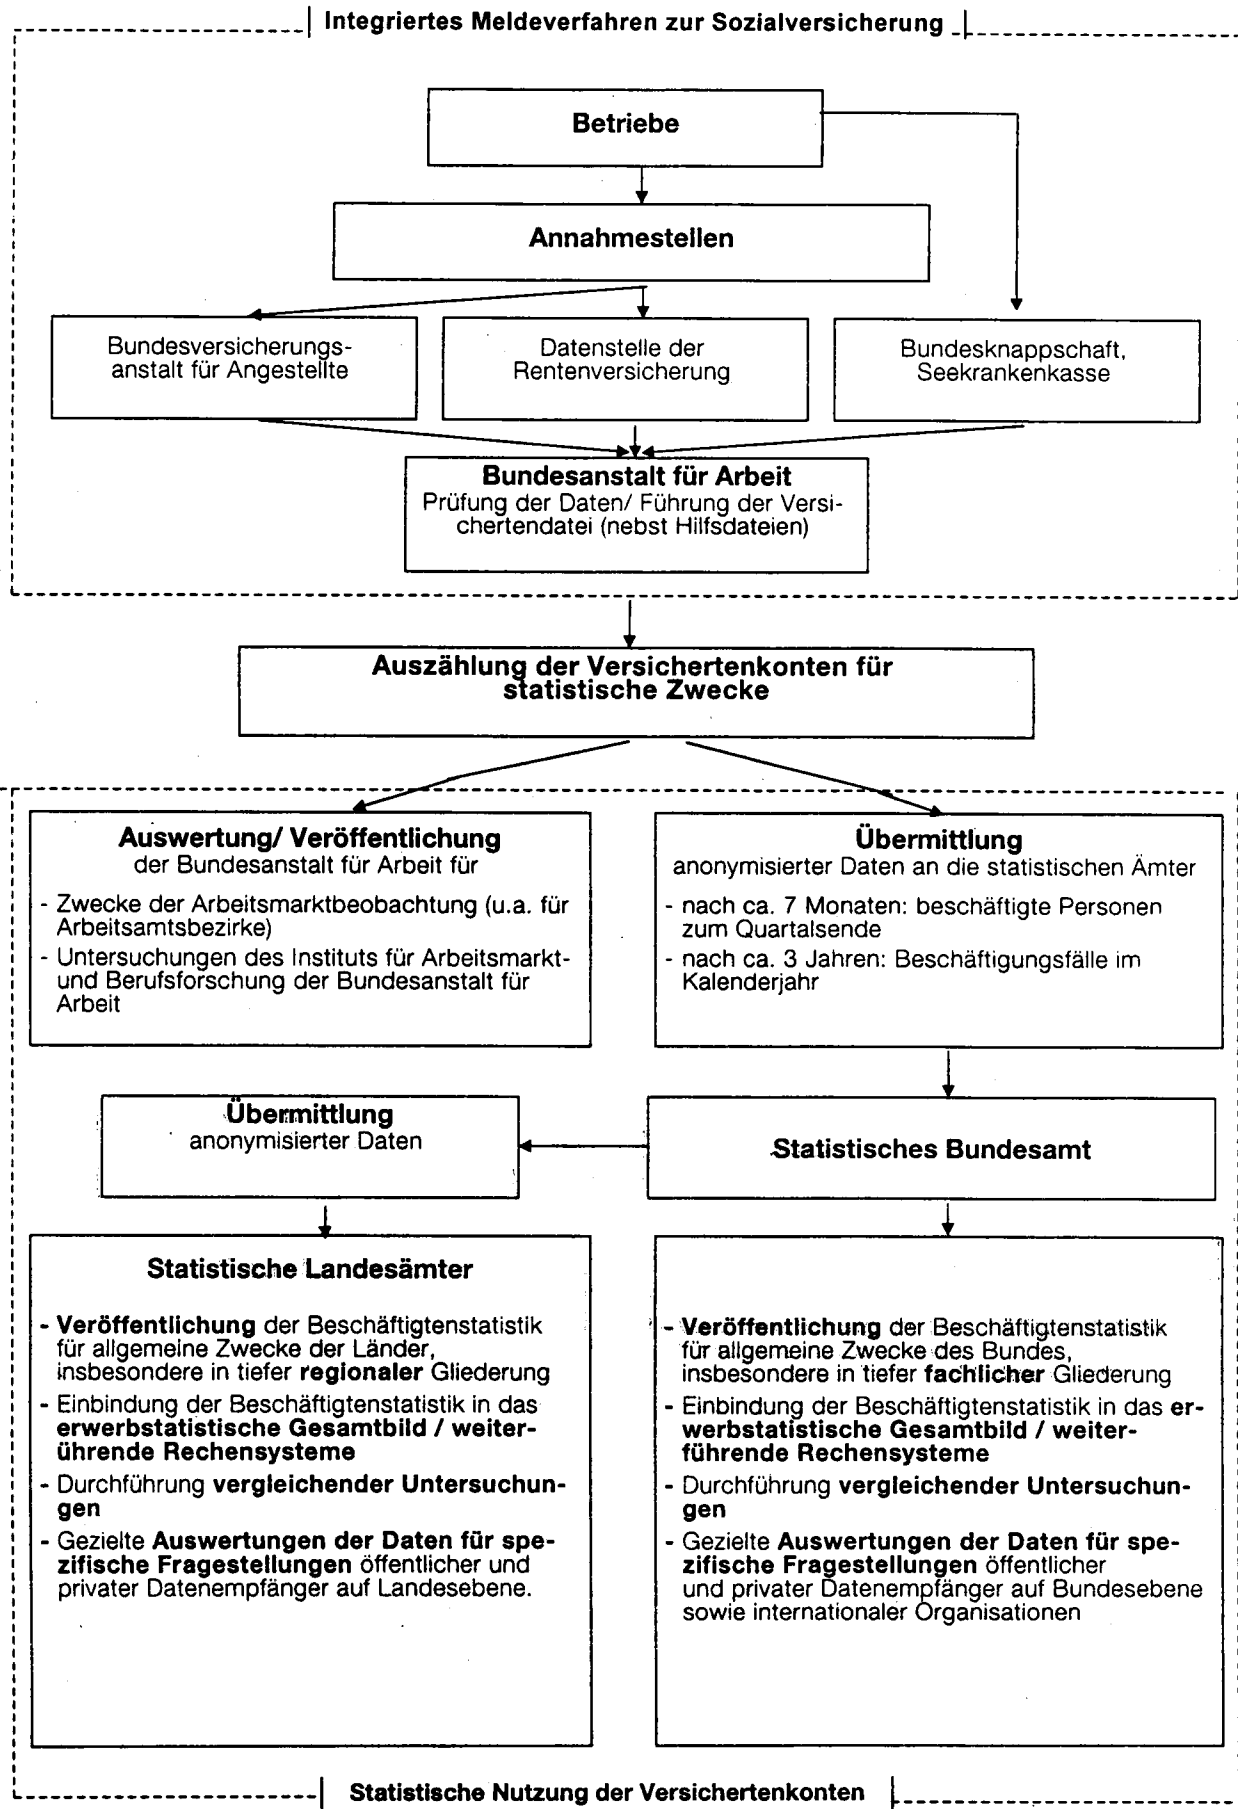 Integriertes Meldeverfahren zur Sozialversicherung
Betriebe
Annahmestellen
Bundesversicherungs-
anstalt für Angestellte
Datenstelle der
Rentenversicherung
Bundesknappschaft,
Seekrankenkasse
Bundesanstalt für Arbeit
Prüfung der Daten/ Führung der Versi-
chertendatei (nebst Hilfsdateien)
Auszählung der Versichertenkonten für
statistische Zwecke
Auswertung/ Veröffentlichung
der Bundesanstalt für Arbeit für
- Zwecke der Arbeitsmarktbeobachtung (u.a. für
Arbeitsamtsbezirke)
- Untersuchungen des Instituts für Arbeitsmarkt-
und Berufsforschung der Bundesanstalt für
Arbeit
Übermittlung
anonymisierter Daten an die statistischen Ämter
- nach ca. 7 Monaten: beschäftigte Personen
zum Quartalsende
- nach ca. 3 Jahren: Beschäftigungsfälle im
Kalenderjahr
Übermittlung
anonymisierter Daten
Statistisches Bundesamt
Statistische Landesämter
- Veröffentlichung der Beschäftigtenstatistik
für allgemeine Zwecke der Länder,
insbesondere in tiefer regionaler Gliederung
- Einbindung der Beschäftigtenstatistik in das
erwerbstatistische Gesamtbild / weiter-
ührende Rechensysteme
- Durchführung vergleichender Untersuchun-
gen
- Gezielte Auswertungen der Daten für spe-
zifische Fragestellungen öffentlicher und
privater Datenempfänger auf Landesebene.
- Veröffentlichung der Beschäftigtenstatistik
für allgemeine Zwecke des Bundes,
insbesondere in tiefer fachlicher Gliederung
- Einbindung der Beschäftigtenstatistik in das er-
werbstatistische Gesamtbild / weiter-
führende Rechensysteme
- Durchführung vergleichender Untersuchun-
gen
- Gezielte Auswertungen der Daten für spe-
zifische Fragestellungen öffentlicher
und privater Datenempfänger auf Bundesebene
sowie internationaler Organisationen
Statistische Nutzung der Versichertenkonten